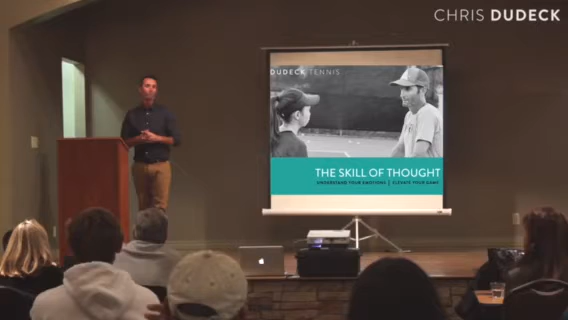 CHRIS DUDECK
DUDECK TENNIS
THE SKILL OF THOUGHT
UNDERSTAND YOUR EMOTIONS | ELEVATE YOUR GAME